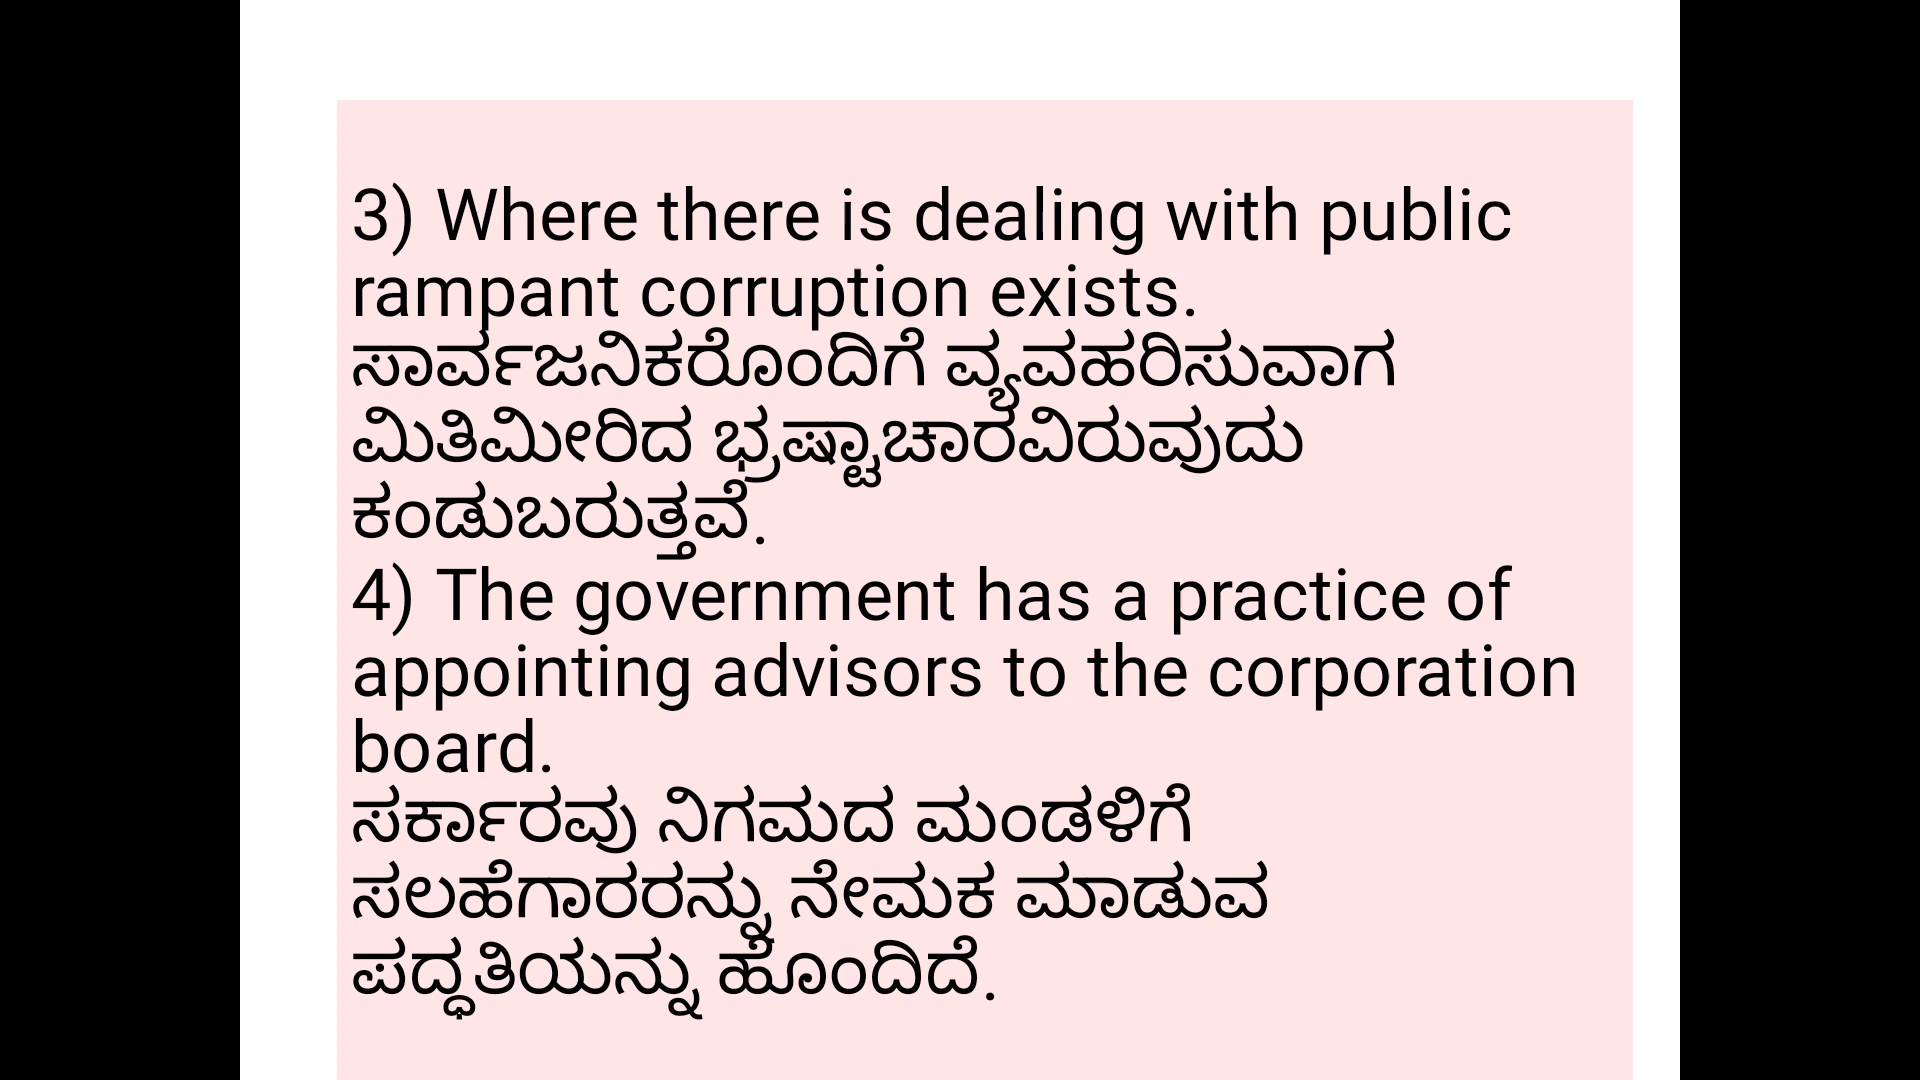 3) Where there is dealing with public
rampant corruption exists.
ಸಾರ್ವಜನಿಕರೊಂದಿಗೆ ವ್ಯವಹರಿಸುವಾಗ
ಮಿತಿಮೀರಿದ ಭ್ರಷ್ಟಾಚಾರವಿರುವುದು
ಕಂಡುಬರುತ್ತವೆ.
4) The government has a practice of
appointing advisors to the corporation
board.
ಸರ್ಕಾರವು ನಿಗಮದ ಮಂಡಳಿಗೆ
ಸಲಹೆಗಾರರನ್ನು ನೇಮಕ ಮಾಡುವ
ಪದ್ಧತಿಯನ್ನು ಹೊಂದಿದೆ.